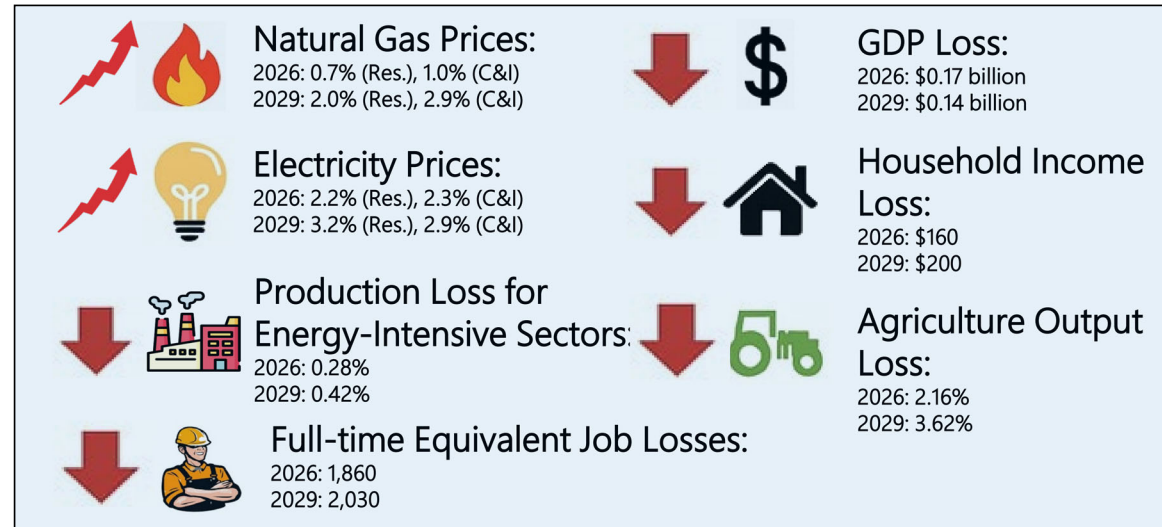 Natural Gas Prices:
2026: 0.7% (Res.), 1.0% (C&I)
2029: 2.0% (Res.), 2.9% (C&I)
Electricity Prices:
2026: 2.2% (Res.), 2.3% (C&I)
2029: 3.2% (Res.), 2.9% (C&I)
Production Loss for
Energy-Intensive Sectors:
2026: 0.28%
2029: 0.42%
Full-time Equivalent Job Losses:
2026: 1,860
2029: 2,030
$
GDP Loss:
2026: $0.17 billion
2029: $0.14 billion
Household Income
Loss:
2026: $160
2029: $200
Agriculture Output
Loss:
2026: 2.16%
2029: 3.62%